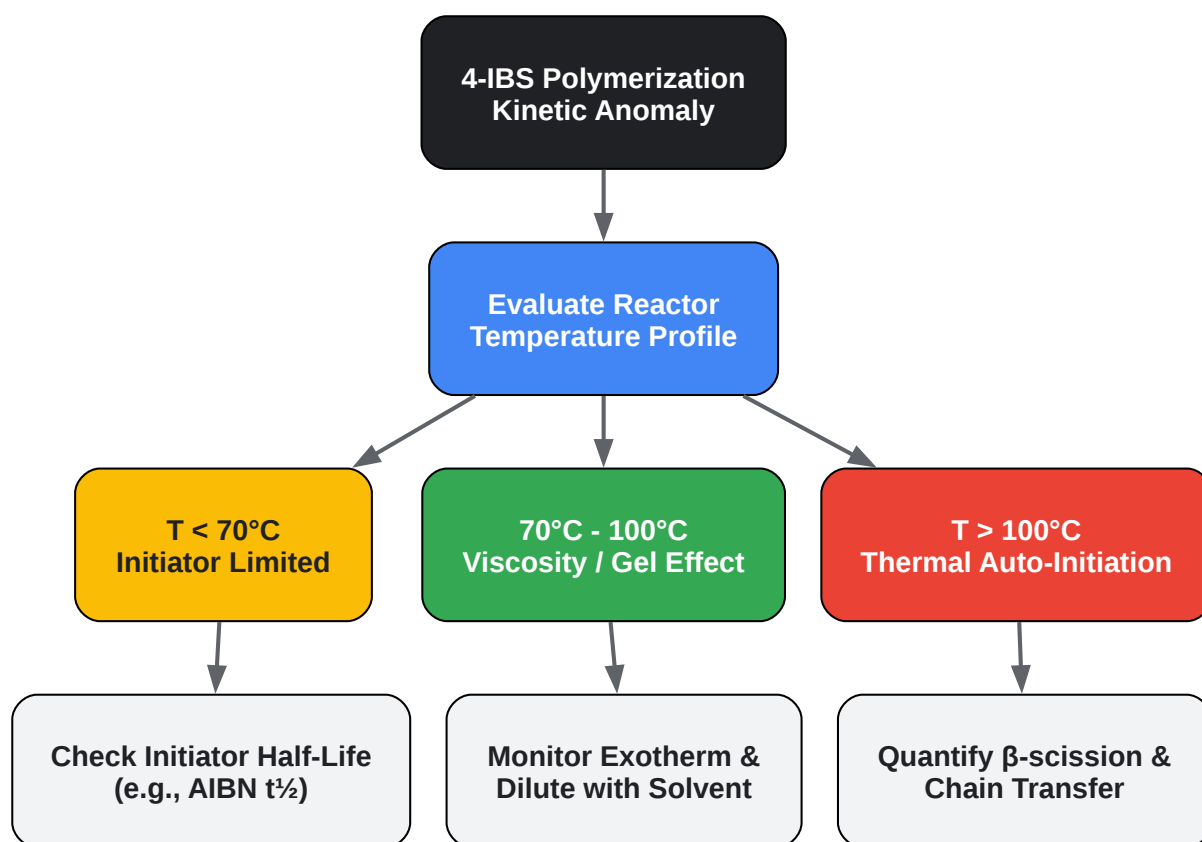 4-IBS Polymerization
Kinetic Anomaly
Evaluate Reactor
Temperature Profile
T < 70°C
Initiator Limited
70°C - 100°C
Viscosity / Gel Effect
T > 100°C
Thermal Auto-Initiation
Check Initiator Half-Life
(e.g., AIBN t½)
Monitor Exotherm &
Dilute with Solvent
Quantify β-scission &
Chain Transfer